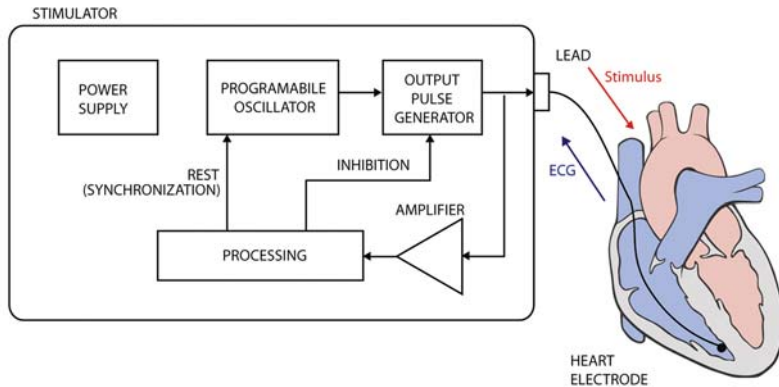 STIMULATOR
POWER
SUPPLY
PROGRAMABILE
OSCILLATOR
OUTPUT
PULSE
GENERATOR
LEAD
Stimulus
ECG
REST
(SYNCHRONIZATION)
INHIBITION
AMPLIFIER
PROCESSING
HEART
ELECTRODE